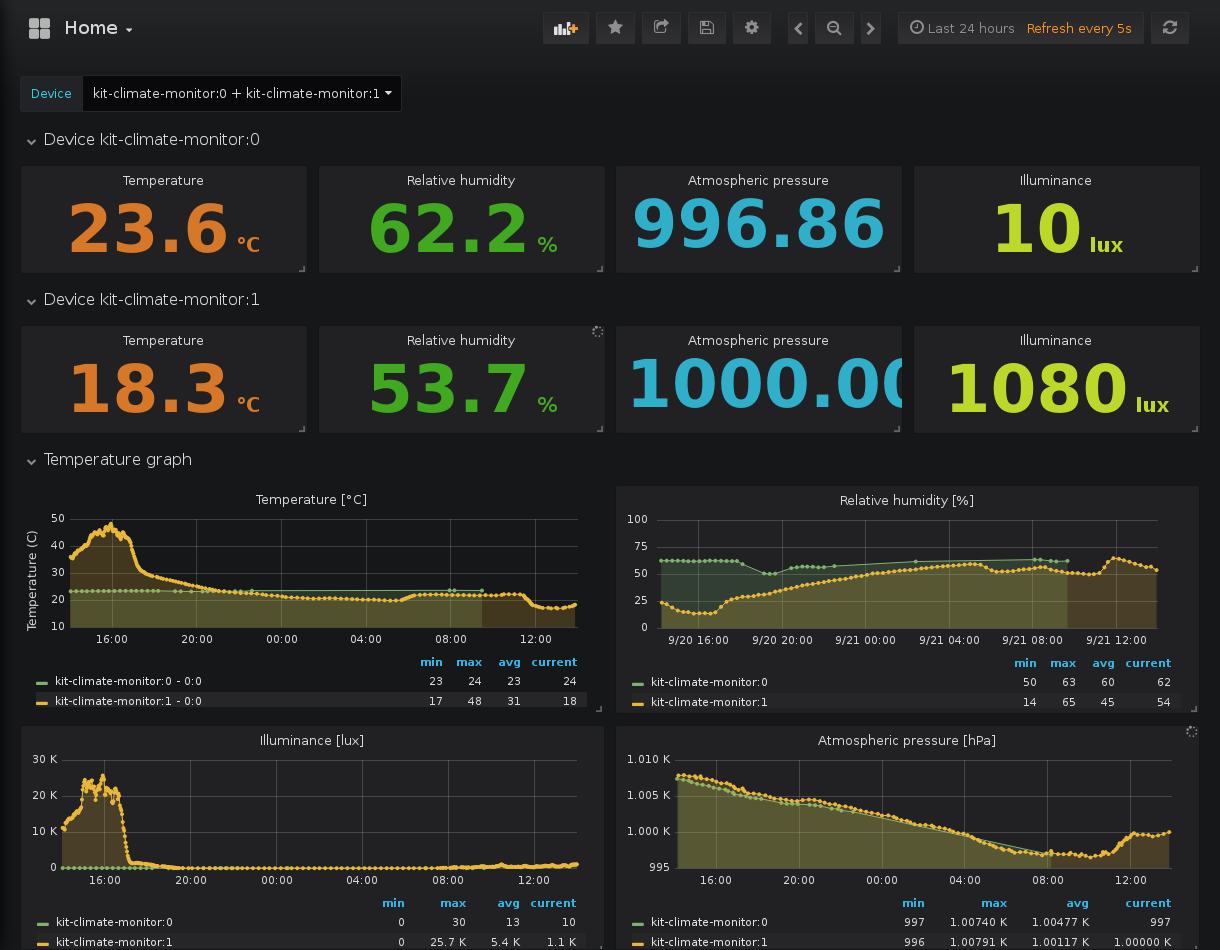 Home
Last 24 hours Refresh every 5s
Device kit-climate-monitor:0 + kit-climate-monitor:1
Device kit-climate-monitor:0
Temperature Relative humidity Atmospheric pressure Illuminance
23.6 °C 62.2 % 996.86 10 lux
Device kit-climate-monitor:1
Temperature Relative humidity Atmospheric pressure Illuminance
18.3 °C 53.7 % 1000.00 1080 lux
Temperature graph
Temperature [°C]
Temperature (C)
50
40
30
20
10
16:00 20:00 00:00 04:00 08:00 12:00
min max avg current
kit-climate-monitor:0 - 0:0 23 24 23 24
kit-climate-monitor:1 - 0:0 17 48 31 18
Relative humidity [%]
100
75
50
25
0
9/20 16:00 9/20 20:00 9/21 00:00 9/21 04:00 9/21 08:00 9/21 12:00
min max avg current
kit-climate-monitor:0 50 63 60 62
kit-climate-monitor:1 14 65 45 54
Illuminance [lux]
30 K
20 K
10 K
0
16:00 20:00 00:00 04:00 08:00 12:00
min max avg current
kit-climate-monitor:0 0 30 13 10
kit-climate-monitor:1 0 25.7 K 5.4 K 1.1 K
Atmospheric pressure [hPa]
1.010 K
1.005 K
1.000 K
995
16:00 20:00 00:00 04:00 08:00 12:00
min max avg current
kit-climate-monitor:0 997 1.00740 K 1.00477 K 997
kit-climate-monitor:1 996 1.00791 K 1.00117 K 1.00000 K